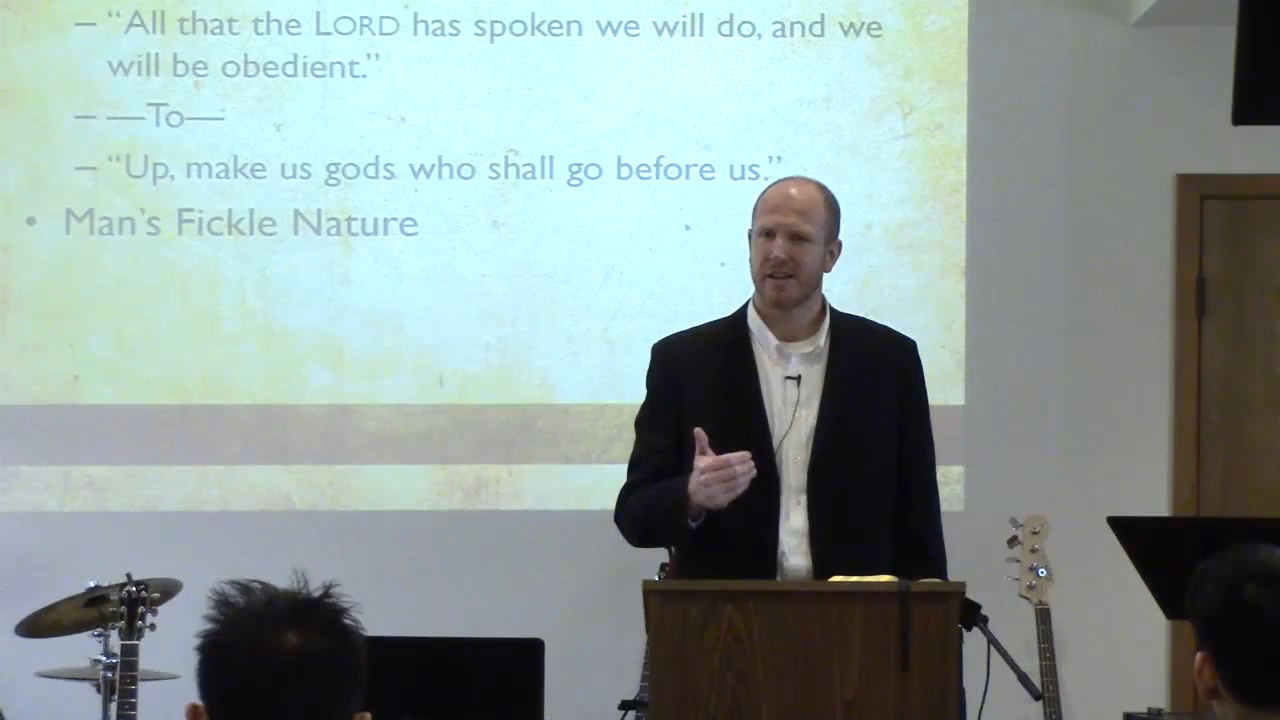 – “All that the LORD has spoken we will do, and we
will be obedient.”
– —To—
– “Up, make us gods who shall go before us.”
• Man’s Fickle Nature